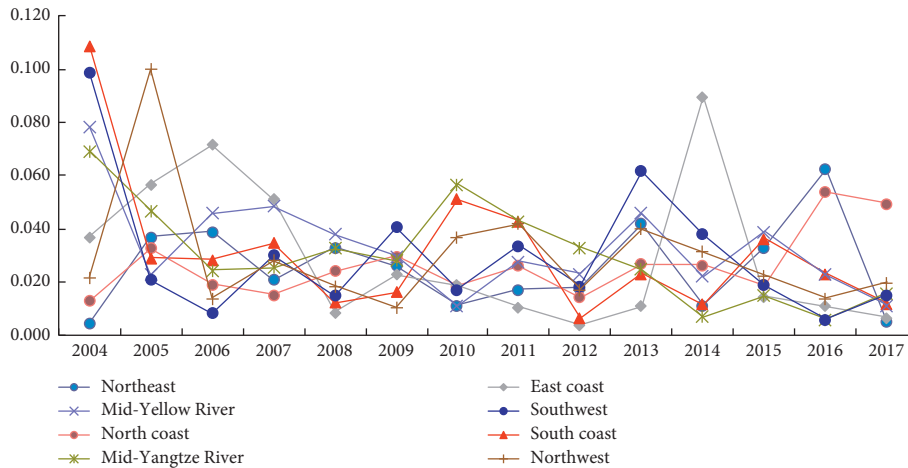 0.120
0.100
0.080
0.060
0.040
0.020
0.000
2004 2005 2006 2007 2008 2009 2010 2011 2012 2013 2014 2015 2016 2017
Northeast East coast
Mid-Yellow River Southwest
North coast South coast
Mid-Yangtze River Northwest